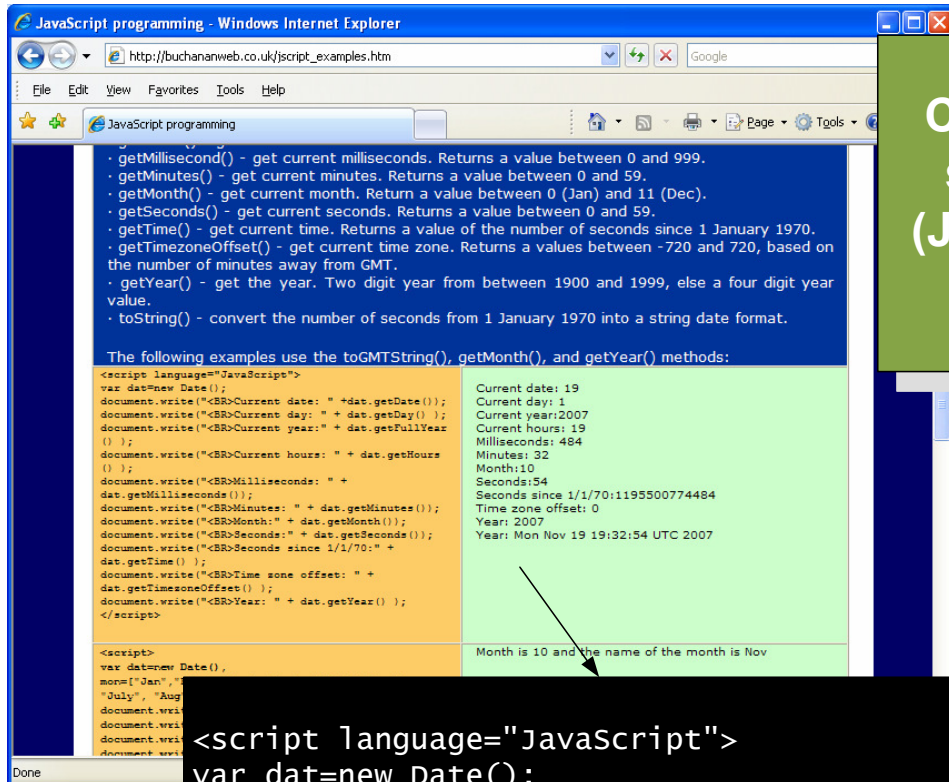 JavaScript programming - Windows Internet Explorer
http://buchananweb.co.uk/jscript_examples.htm
Google
File Edit View Favorites Tools Help
JavaScript programming
Page Tools
· getMillisecond() - get current milliseconds. Returns a value between 0 and 999.
· getMinutes() - get current minutes. Returns a value between 0 and 59.
· getMonth() - get current month. Return a value between 0 (Jan) and 11 (Dec).
· getSeconds() - get current seconds. Returns a value between 0 and 59.
· getTime() - get current time. Returns a value of the number of seconds since 1 January 1970.
· getTimezoneOffset() - get current time zone. Returns a values between -720 and 720, based on
the number of minutes away from GMT.
· getYear() - get the year. Two digit year from between 1900 and 1999, else a four digit year
value.
· toString() - convert the number of seconds from 1 January 1970 into a string date format.
The following examples use the toGMTString(), getMonth(), and getYear() methods:
<script language="JavaScript">
var dat=new Date();
document.write("<BR>Current date: " +dat.getDate());
document.write("<BR>Current day: " + dat.getDay() );
document.write("<BR>Current year:" + dat.getFullYear
() );
document.write("<BR>Current hours: " + dat.getHours
() );
document.write("<BR>Milliseconds: " +
dat.getMilliseconds());
document.write("<BR>Minutes: " + dat.getMinutes());
document.write("<BR>Month:" + dat.getMonth());
document.write("<BR>Seconds:" + dat.getSeconds());
document.write("<BR>Seconds since 1/1/70:" +
dat.getTime() );
document.write("<BR>Time zone offset: " +
dat.getTimezoneOffset() );
document.write("<BR>Year: " + dat.getYear() );
</script>
Current date: 19
Current day: 1
Current year:2007
Current hours: 19
Milliseconds: 484
Minutes: 32
Month:10
Seconds:54
Seconds since 1/1/70:1195500774484
Time zone offset: 0
Year: 2007
Year: Mon Nov 19 19:32:54 UTC 2007
<script>
var dat=new Date(),
mon=["Jan","
"July", "Aug"
document.wri
document.wri
document.wri
Month is 10 and the name of the month is Nov
Done
<script language="JavaScript">
var dat=new Date();
(J